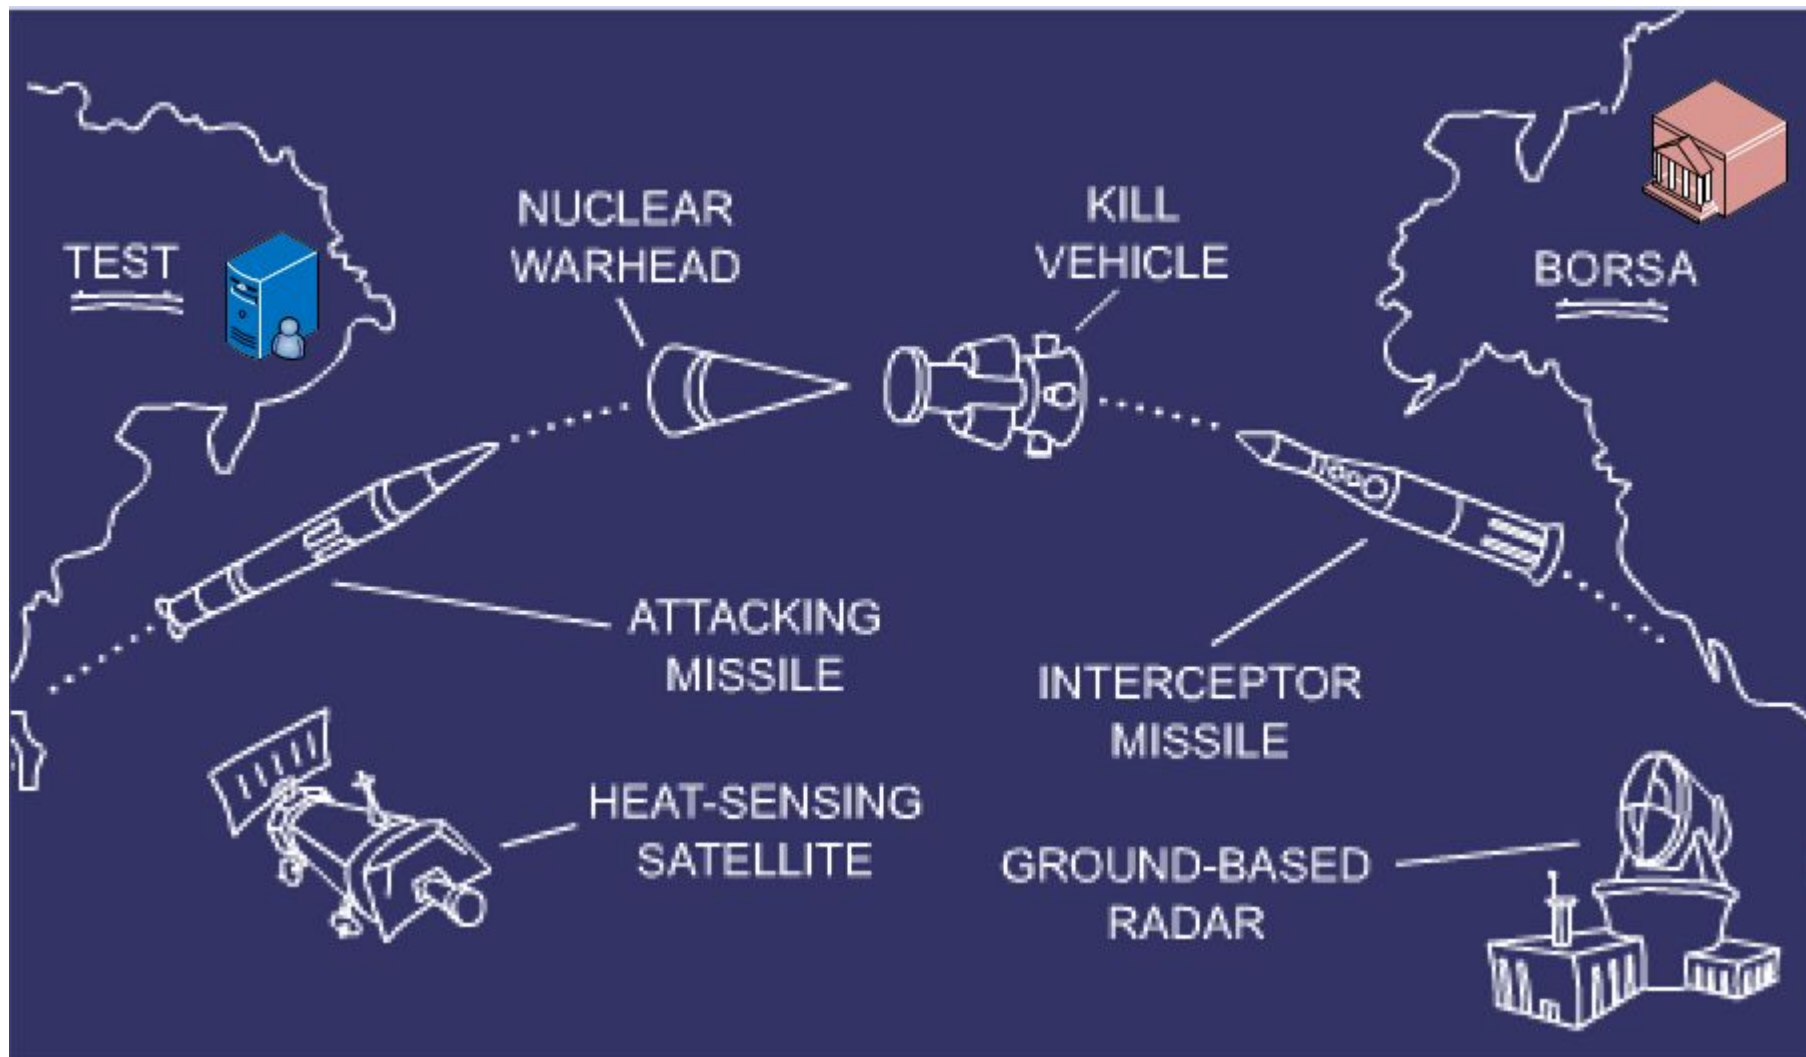 TEST
NUCLEAR
WARHEAD
KILL
VEHICLE
BORSA
ATTACKING
MISSILE
INTERCEPTOR
MISSILE
HEAT-SENSING
SATELLITE
GROUND-BASED
RADAR